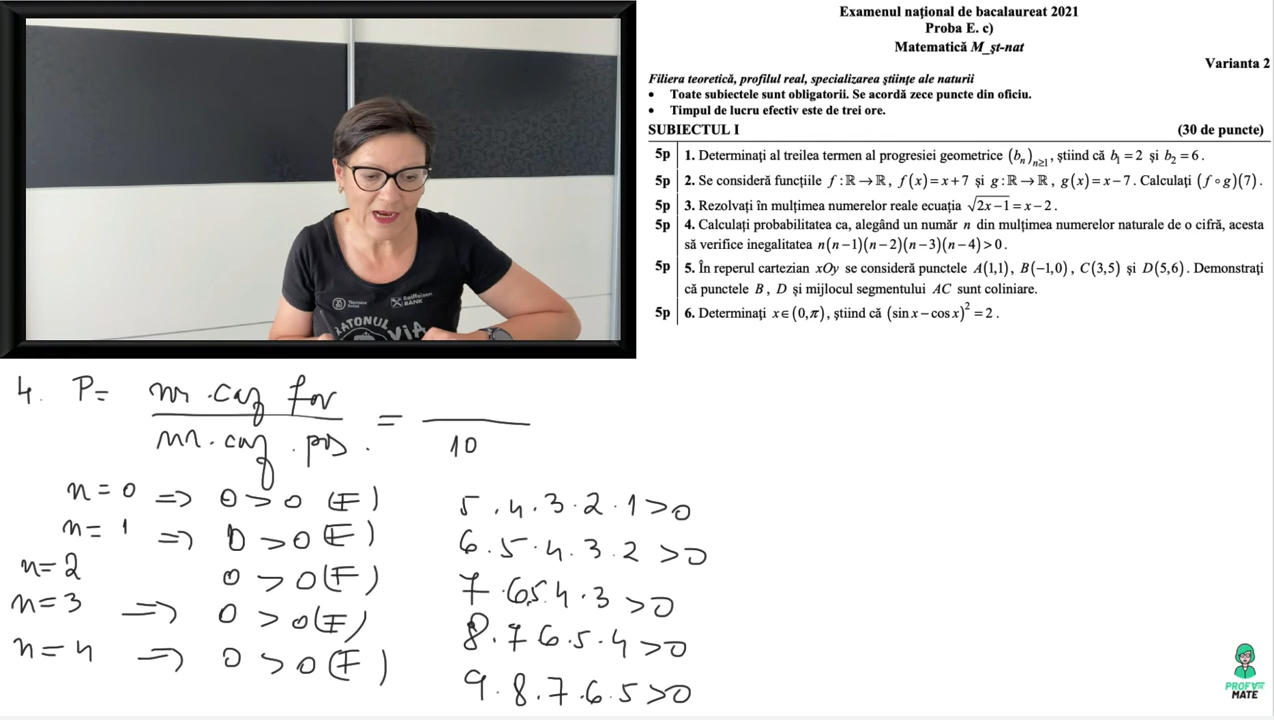 Examenul național de bacalaureat 2021
Proba E. c)
Matematică M_șt-nat
Varianta 2
Filiera teoretică, profilul real, specializarea științe ale naturii
• Toate subiectele sunt obligatorii. Se acordă zece puncte din oficiu.
• Timpul de lucru efectiv este de trei ore.
SUBIECTUL I (30 de puncte)
5p 1. Determinați al treilea termen al progresiei geometrice (bₙ)ₙ≥₁, știind că b₁ = 2 și b₂ = 6.
5p 2. Se consideră funcțiile f : ℝ → ℝ, f(x) = x + 7 și g : ℝ → ℝ, g(x) = x − 7. Calculați (f ∘ g)(7).
5p 3. Rezolvați în mulțimea numerelor reale ecuația √(2x−1) = x − 2.
5p 4. Calculați probabilitatea ca, alegând un număr n din mulțimea numerelor naturale de o cifră, acesta
să verifice inegalitatea n(n−1)(n−2)(n−3)(n−4) > 0.
5p 5. În reperul cartezian xOy se consideră punctele A(1,1), B(−1,0), C(3,5) și D(5,6). Demonstrați
că punctele B, D și mijlocul segmentului AC sunt coliniare.
5p 6. Determinați x ∈ (0,π), știind că (sin x − cos x)² = 2.
Raiffeisen
BANK
MATONUL
VIA
4. P = nr. caz fav
nr. caz. pos. = 10
n = 0 => 0 > 0 (F)
n = 1 => 0 > 0 (F)
n = 2 0 > 0 (F)
n = 3 => 0 > 0 (F)
n = 4 => 0 > 0 (F)
5 · 4 · 3 · 2 · 1 > 0
6 · 5 · 4 · 3 · 2 > 0
7 · 6 · 5 · 4 · 3 > 0
8 · 7 · 6 · 5 · 4 > 0
9 · 8 · 7 · 6 · 5 > 0
PROFA DE
MATE